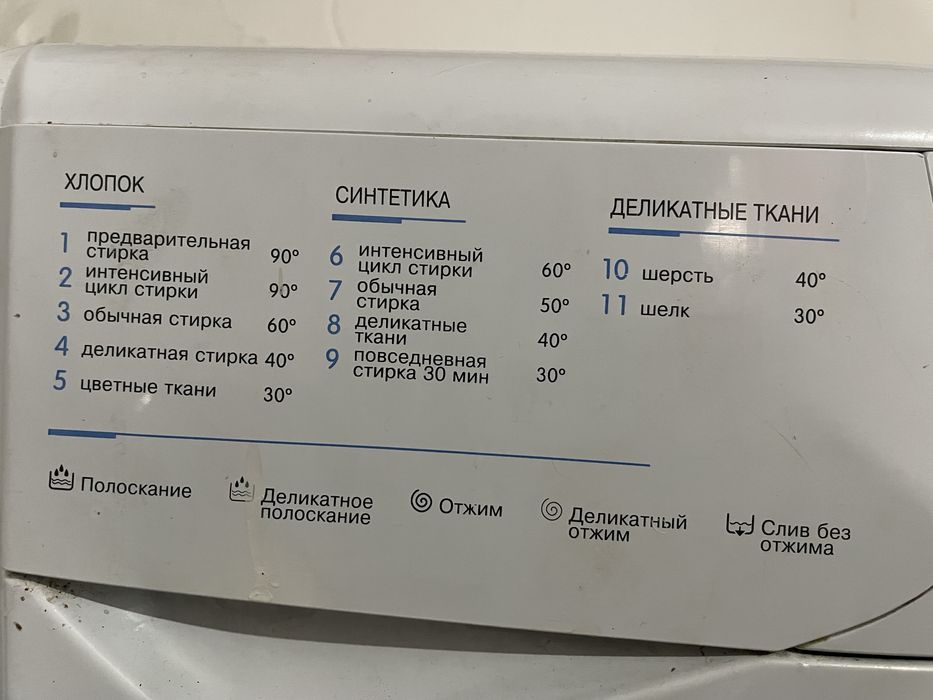 ХЛОПОК
1 предварительная
стирка 90°
2 интенсивный
цикл стирки 90°
3 обычная стирка 60°
4 деликатная стирка 40°
5 цветные ткани 30°
СИНТЕТИКА
6 интенсивный
цикл стирки 60°
7 обычная
стирка 50°
8 деликатные
ткани 40°
9 повседневная
стирка 30 мин 30°
ДЕЛИКАТНЫЕ ТКАНИ
10 шерсть 40°
11 шелк 30°
Полоскание
Деликатное
полоскание
Отжим
Деликатный
отжим
Слив без
отжима